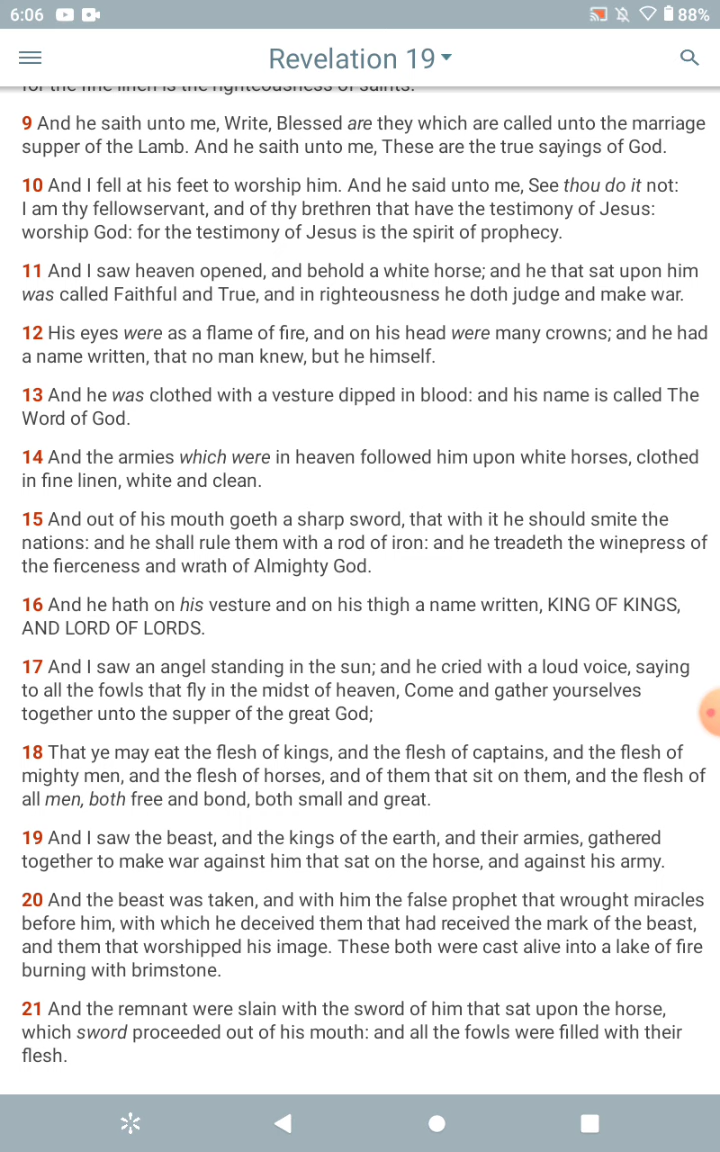 6:06
88%
Revelation 19
for the fine linen is the righteousness of saints.
9 And he saith unto me, Write, Blessed are they which are called unto the marriage
supper of the Lamb. And he saith unto me, These are the true sayings of God.
10 And I fell at his feet to worship him. And he said unto me, See thou do it not:
I am thy fellowservant, and of thy brethren that have the testimony of Jesus:
worship God: for the testimony of Jesus is the spirit of prophecy.
11 And I saw heaven opened, and behold a white horse; and he that sat upon him
was called Faithful and True, and in righteousness he doth judge and make war.
12 His eyes were as a flame of fire, and on his head were many crowns; and he had
a name written, that no man knew, but he himself.
13 And he was clothed with a vesture dipped in blood: and his name is called The
Word of God.
14 And the armies which were in heaven followed him upon white horses, clothed
in fine linen, white and clean.
15 And out of his mouth goeth a sharp sword, that with it he should smite the
nations: and he shall rule them with a rod of iron: and he treadeth the winepress of
the fierceness and wrath of Almighty God.
16 And he hath on his vesture and on his thigh a name written, KING OF KINGS,
AND LORD OF LORDS.
17 And I saw an angel standing in the sun; and he cried with a loud voice, saying
to all the fowls that fly in the midst of heaven, Come and gather yourselves
together unto the supper of the great God;
18 That ye may eat the flesh of kings, and the flesh of captains, and the flesh of
mighty men, and the flesh of horses, and of them that sit on them, and the flesh of
all men, both free and bond, both small and great.
19 And I saw the beast, and the kings of the earth, and their armies, gathered
together to make war against him that sat on the horse, and against his army.
20 And the beast was taken, and with him the false prophet that wrought miracles
before him, with which he deceived them that had received the mark of the beast,
and them that worshipped his image. These both were cast alive into a lake of fire
burning with brimstone.
21 And the remnant were slain with the sword of him that sat upon the horse,
which sword proceeded out of his mouth: and all the fowls were filled with their
flesh.